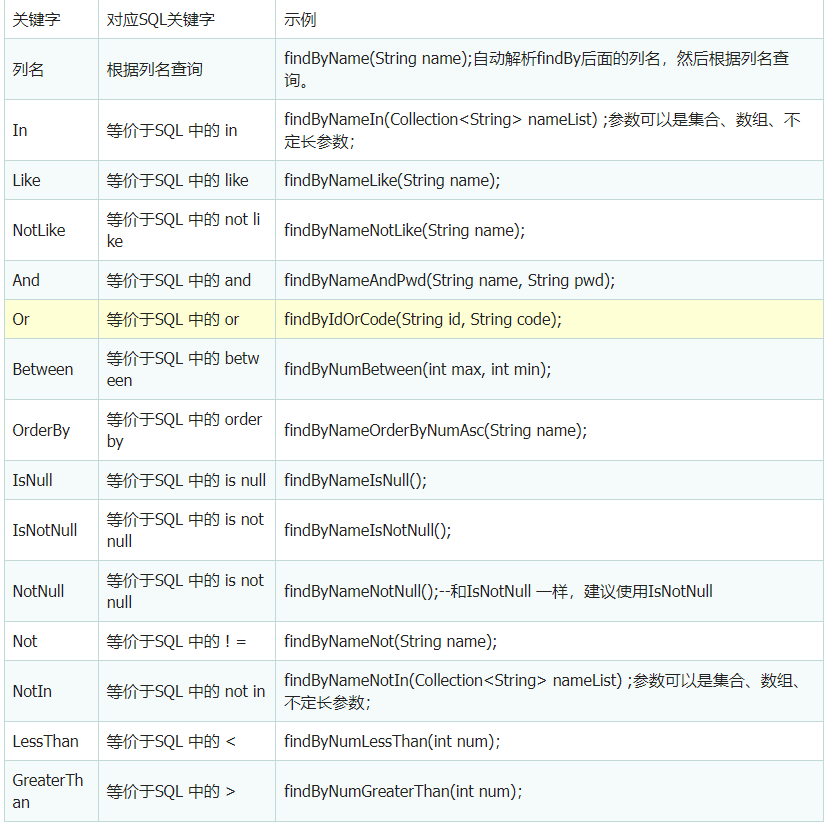 关键字 对应SQL关键字 示例
列名 根据列名查询 findByName(String name);自动解析findBy后面的列名，然后根据列名查
询。
In 等价于SQL 中的 in findByNameIn(Collection<String> nameList) ;参数可以是集合、数组、不
定长参数；
Like 等价于SQL 中的 like findByNameLike(String name);
NotLike 等价于SQL 中的 not li
ke findByNameNotLike(String name);
And 等价于SQL 中的 and findByNameAndPwd(String name, String pwd);
Or 等价于SQL 中的 or findByIdOrCode(String id, String code);
Between 等价于SQL 中的 betw
een findByNumBetween(int max, int min);
OrderBy 等价于SQL 中的 order
by findByNameOrderByNumAsc(String name);
IsNull 等价于SQL 中的 is null findByNameIsNull();
IsNotNull 等价于SQL 中的 is not
null findByNameIsNotNull();
NotNull 等价于SQL 中的 is not
null findByNameNotNull();--和IsNotNull 一样，建议使用IsNotNull
Not 等价于SQL 中的 ! = findByNameNot(String name);
NotIn 等价于SQL 中的 not in findByNameNotIn(Collection<String> nameList) ;参数可以是集合、数组、
不定长参数；
LessThan 等价于SQL 中的 < findByNumLessThan(int num);
GreaterTh
an 等价于SQL 中的 > findByNumGreaterThan(int num);